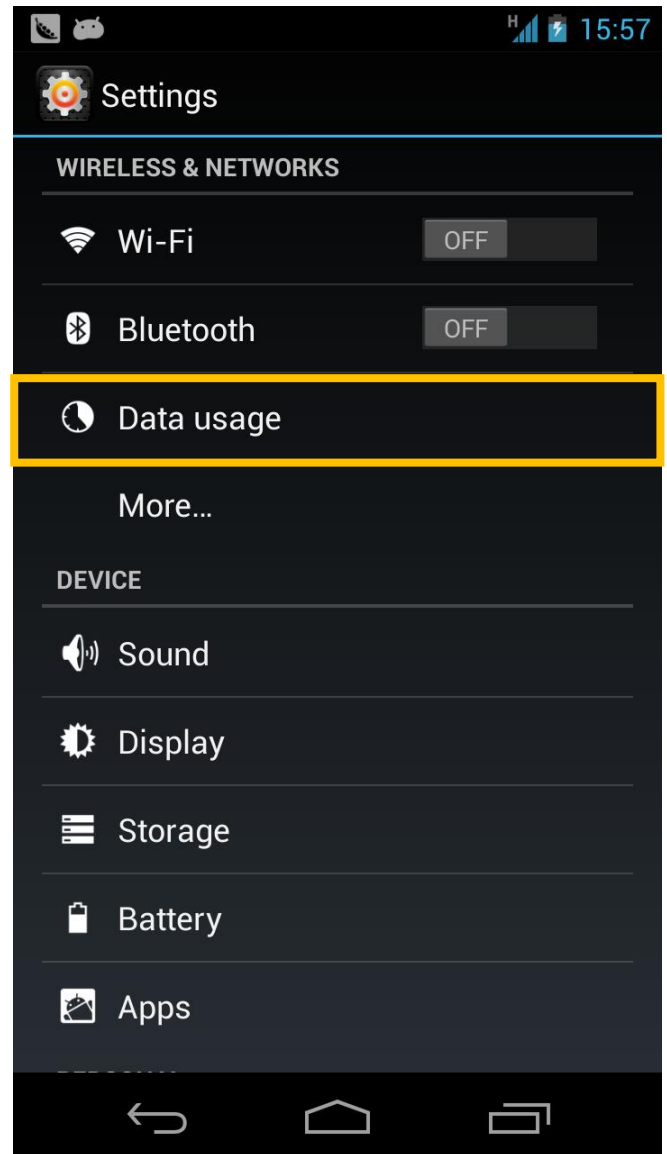 H 15:57
Settings
WIRELESS & NETWORKS
Wi-Fi OFF
Bluetooth OFF
Data usage
More...
DEVICE
Sound
Display
Storage
Battery
Apps